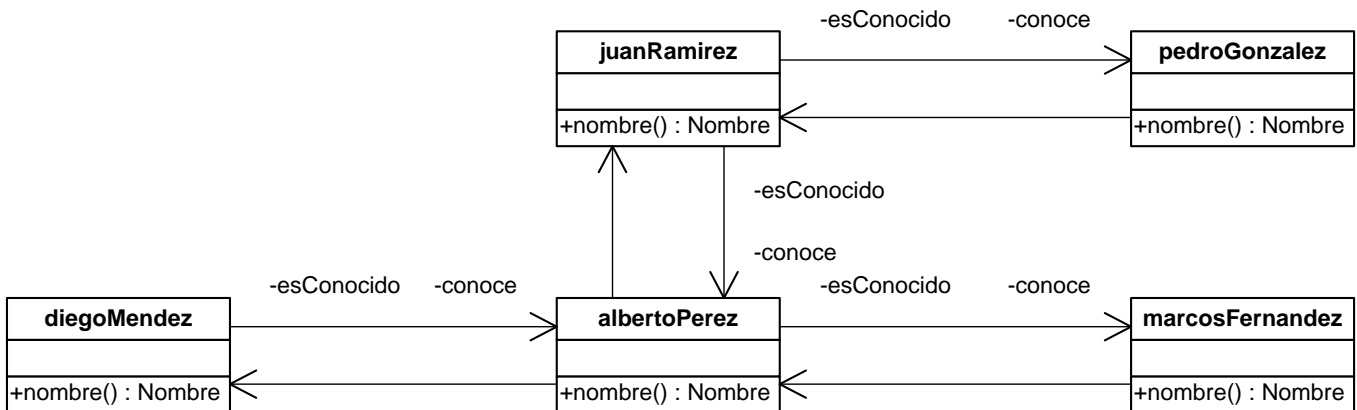 -esConocido -conoce
juanRamirez pedroGonzalez
+nombre() : Nombre +nombre() : Nombre
-esConocido
-conoce
-esConocido -conoce -esConocido -conoce
diegoMendez albertoPerez marcosFernandez
+nombre() : Nombre +nombre() : Nombre +nombre() : Nombre